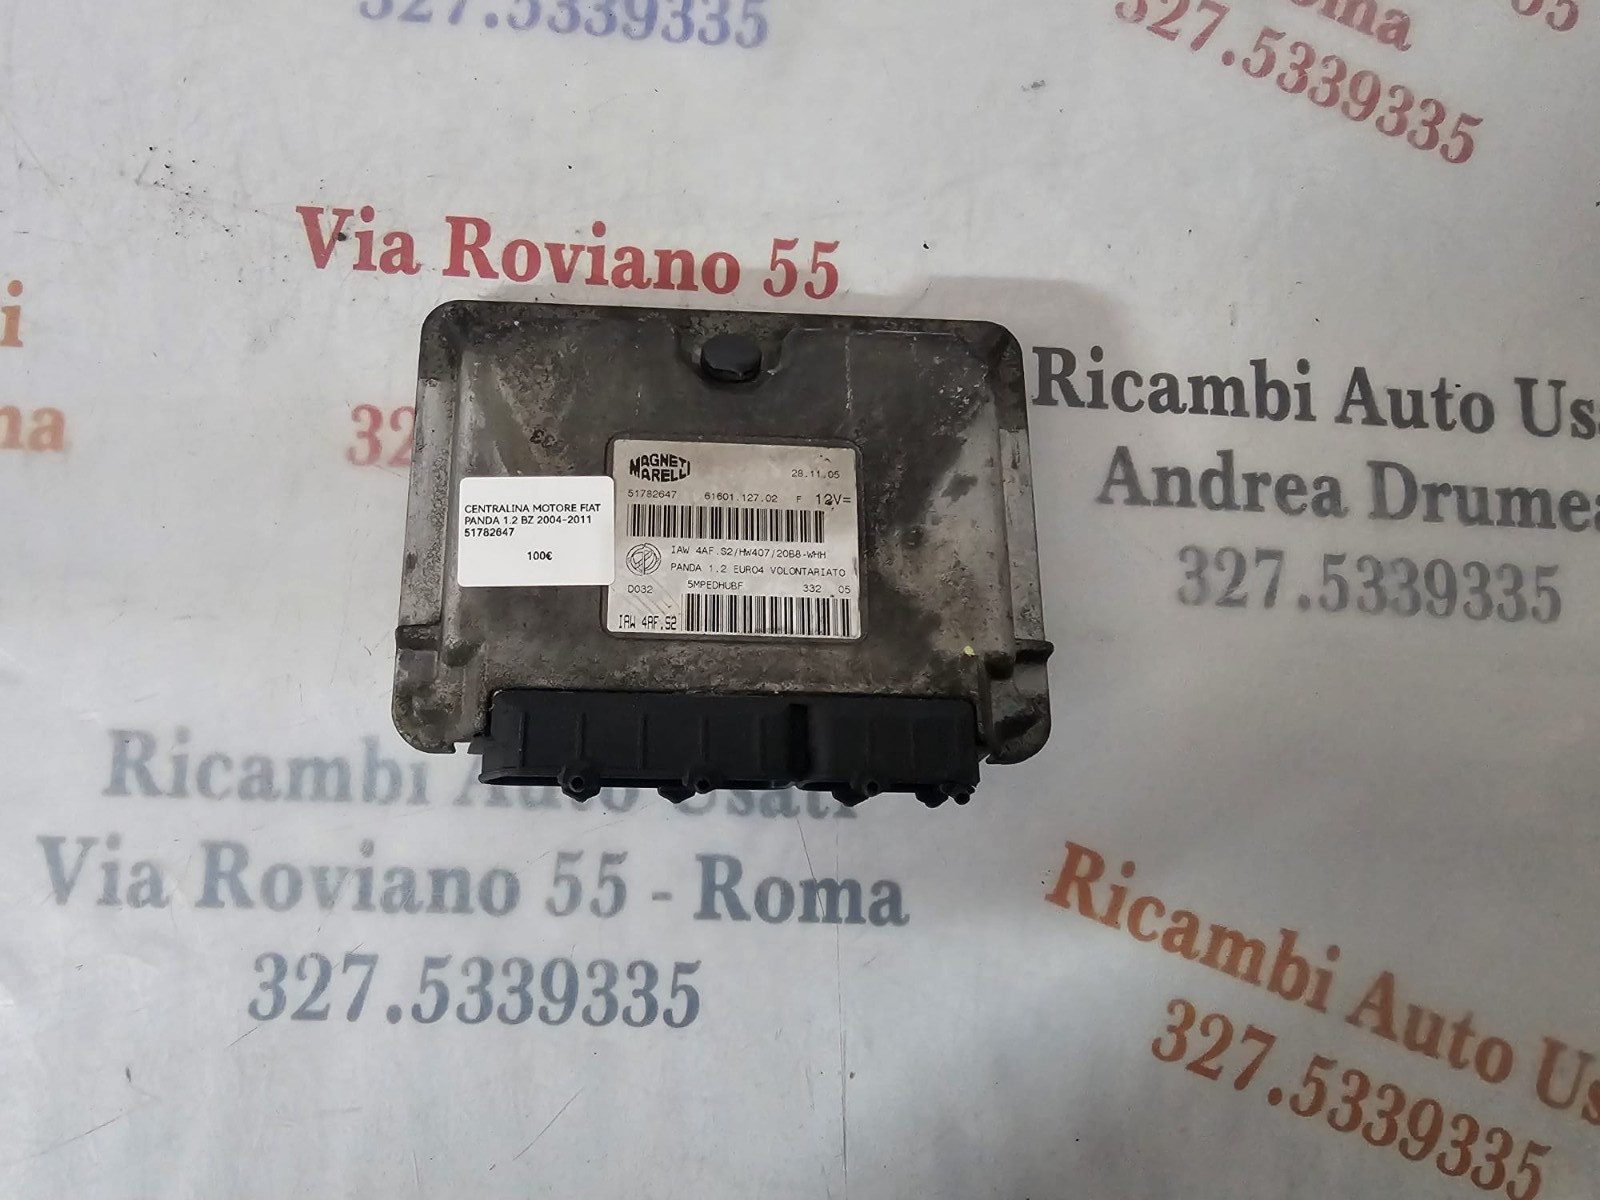 327.5339335
Roma
55
327.5339335
Via Roviano 55
Ricambi Auto
Andrea
327.5339335
MAGNETI
MARELLI
28.11.05
51782647 61601.127.02 F 12V=
IAW 4AF.S2/HW407/20B8-WHH
PANDA 1.2 EURO4 VOLONTARIATO
D032 5MPEDHUBF 332 05
IAW 4AF.S2
CENTRALINA MOTORE FIAT
PANDA 1.2 BZ 2004-2011
51782647
100€
Ricambi Auto Usati
Via Roviano 55 - Roma
327.5339335
Ricambi Auto
327.5339335